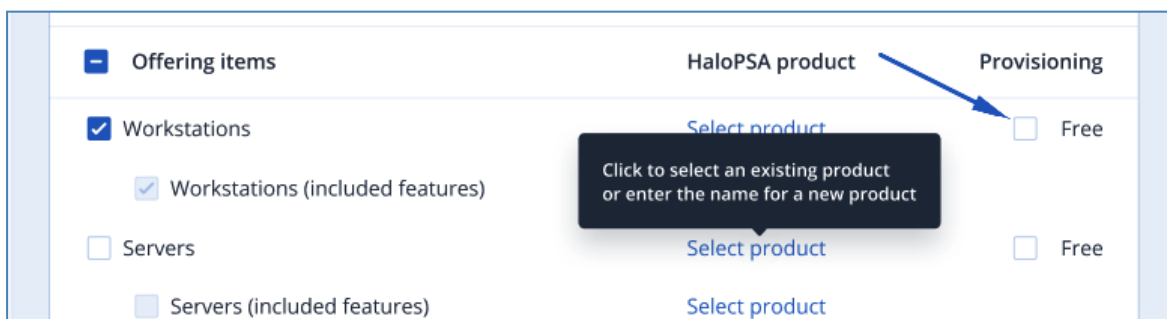 Offering items HaloPSA product Provisioning
Workstations Select product Free
Click to select an existing product
or enter the name for a new product
Workstations (included features)
Servers Select product Free
Servers (included features) Select product